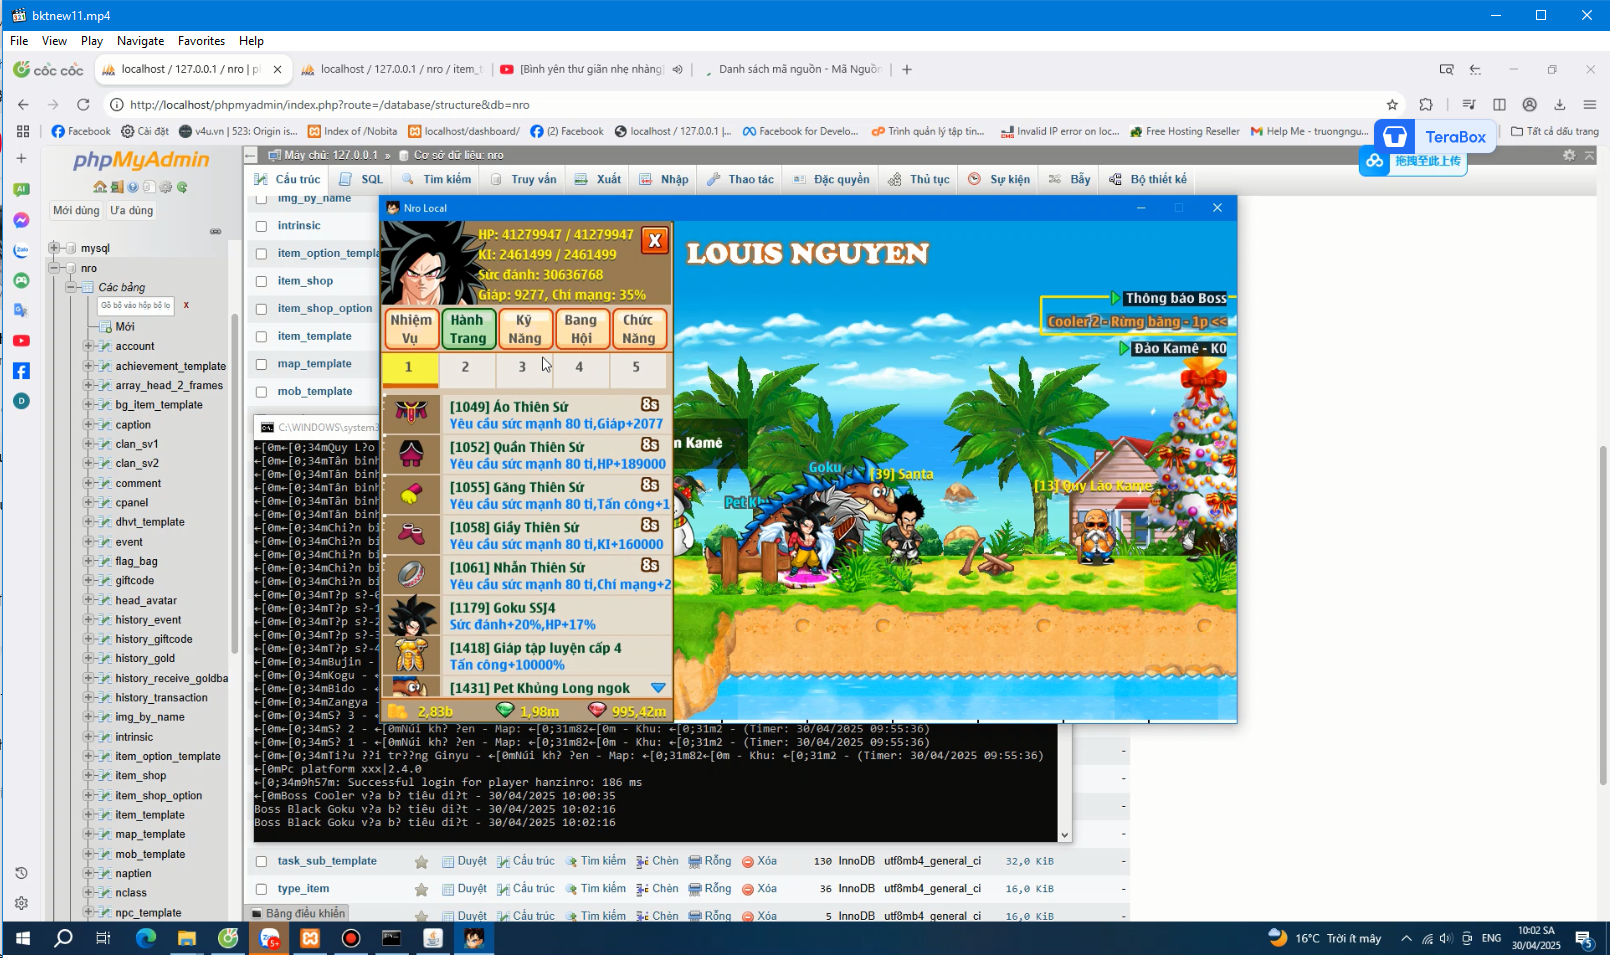 bktnew11.mp4
File View Play Navigate Favorites Help
cốc cốc
localhost / 127.0.0.1 / nro | p
localhost / 127.0.0.1 / nro / item_t
[Bình yên thư giãn nhẹ nhàng]
Danh sách mã nguồn - Mã Nguồn
http://localhost/phpmyadmin/index.php?route=/database/structure&db=nro
Facebook Cài đặt v4u.vn | 523: Origin is... Index of /Nobita localhost/dashboard/ (2) Facebook localhost / 127.0.0.1 |... Facebook for Develo... Trình quản lý tập tin... Invalid IP error on loc... Free Hosting Reseller Help Me - truongngu... Tất cả dấu trang
TeraBox
拖拽至此上传
phpMyAdmin
Mới dùng Ưa dùng
mysql
nro
Các bảng
Gõ bộ vào hộp bộ lọ X
Mới
account
achievement_template
array_head_2_frames
bg_item_template
caption
clan_sv1
clan_sv2
comment
cpanel
dhvt_template
event
flag_bag
giftcode
head_avatar
history_event
history_giftcode
history_gold
history_receive_goldba
history_transaction
img_by_name
intrinsic
item_option_template
item_shop
item_shop_option
item_template
map_template
mob_template
naptien
nclass
npc_template
Máy chủ: 127.0.0.1 » Cơ sở dữ liệu: nro
Cấu trúc SQL Tìm kiếm Truy vấn Xuất Nhập Thao tác Đặc quyền Thủ tục Sự kiện Bẫy Bộ thiết kế
img_by_name
intrinsic
item_option_templa
item_shop
item_shop_option
item_template
map_template
mob_template
Nro Local
HP: 41279947 / 41279947
KI: 2461499 / 2461499
Sức đánh: 30636768
Giáp: 9277, Chí mạng: 35%
X
Nhiệm Vụ
Hành Trang
Kỹ Năng
Bang Hội
Chức Năng
1 2 3 4 5
[1049] Áo Thiên Sứ 8s
Yêu cầu sức mạnh 80 tỉ,Giáp+2077
[1052] Quần Thiên Sứ 8s
Yêu cầu sức mạnh 80 tỉ,HP+189000
[1055] Găng Thiên Sứ 8s
Yêu cầu sức mạnh 80 tỉ,Tấn công+1
[1058] Giầy Thiên Sứ 8s
Yêu cầu sức mạnh 80 tỉ,KI+160000
[1061] Nhẫn Thiên Sứ 8s
Yêu cầu sức mạnh 80 tỉ,Chí mạng+2
[1179] Goku SSJ4
Sức đánh+20%,HP+17%
[1418] Giáp tập luyện cấp 4
Tấn công+10000%
[1431] Pet Khủng Long ngok
2,83b 1,98m 995,42m
LOUIS NGUYEN
Thông báo Boss
Cooler 2 - Rừng băng - 1p <<
Đảo Kamê - K0
n Kamê
Goku
[39] Santa
Pet Kh
[13] Quy Lão Kame
C:\WINDOWS\system3
←[0m←[0;34mQuy L?o
←[0m←[0;34mTân binh
←[0m←[0;34mTân binh
←[0m←[0;34mTân binh
←[0m←[0;34mTân binh
←[0m←[0;34mTân binh
←[0m←[0;34mChi?n bi
←[0m←[0;34mChi?n bi
←[0m←[0;34mChi?n bi
←[0m←[0;34mChi?n bi
←[0m←[0;34mChi?n bi
←[0m←[0;34mT?p s?-0
←[0m←[0;34mT?p s?-1
←[0m←[0;34mT?p s?-2
←[0m←[0;34mT?p s?-3
←[0m←[0;34mT?p s?-4
←[0m←[0;34mBujin -
←[0m←[0;34mKogu -
←[0m←[0;34mBido -
←[0m←[0;34mZangya -
←[0m←[0;34mS? 3 -
←[0m←[0;34mS? 2 - ←[0mNúi kh? ?en - Map: ←[0;31m82←[0m - Khu: ←[0;31m2 - (Timer: 30/04/2025 09:55:36)
←[0m←[0;34mS? 1 - ←[0mNúi kh? ?en - Map: ←[0;31m82←[0m - Khu: ←[0;31m2 - (Timer: 30/04/2025 09:55:36)
←[0m←[0;34mTi?u ??i tr??ng Ginyu - ←[0mNúi kh? ?en - Map: ←[0;31m82←[0m - Khu: ←[0;31m2 - (Timer: 30/04/2025 09:55:36)
←[0mPc platform xxx|2.4.0
←[0;34m9h57m: Successful login for player hanzinro: 186 ms
←[0mBoss Cooler v?a b? tiêu di?t - 30/04/2025 10:00:35
Boss Black Goku v?a b? tiêu di?t - 30/04/2025 10:02:16
Boss Black Goku v?a b? tiêu di?t - 30/04/2025 10:02:16
task_sub_template Duyệt Cấu trúc Tìm kiếm Chèn Rỗng Xóa 130 InnoDB utf8mb4_general_ci 32,0 KiB -
type_item Duyệt Cấu trúc Tìm kiếm Chèn Rỗng Xóa 36 InnoDB utf8mb4_general_ci 16,0 KiB -
Duyệt Cấu trúc Tìm kiếm Chèn Rỗng Xóa 5 InnoDB utf8mb4_general_ci 16,0 KiB -
Bảng điều khiển
5+
16°C Trời ít mây ENG 10:02 SA
30/04/2025
5